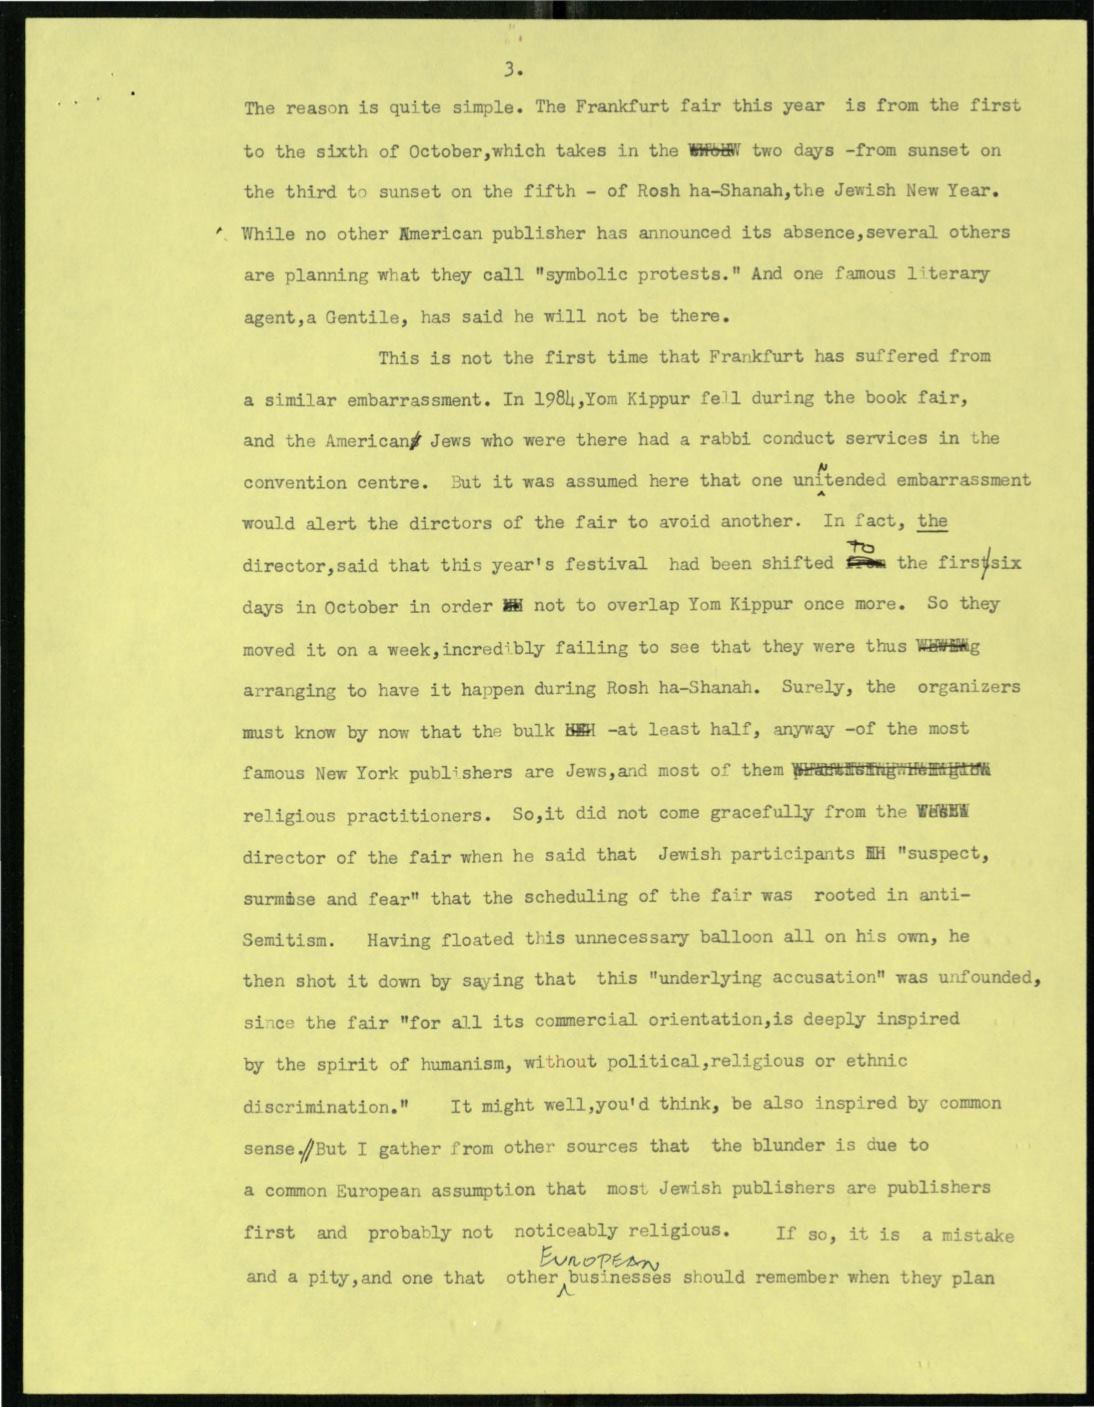 3.
The reason is quite simple. The Frankfurt fair this year is from the first
to the sixth of October,which takes in the two days -from sunset on
the third to sunset on the fifth - of Rosh ha-Shanah,the Jewish New Year.
While no other American publisher has announced its absence,several others
are planning what they call "symbolic protests." And one famous literary
agent,a Gentile, has said he will not be there.
This is not the first time that Frankfurt has suffered from
a similar embarrassment. In 1984,Yom Kippur fell during the book fair,
and the American Jews who were there had a rabbi conduct services in the
convention centre. But it was assumed here that one uniNtended embarrassment
would alert the dirctors of the fair to avoid another. In fact, the
director,said that this year's festival had been shifted TO the first/six
days in October in order not to overlap Yom Kippur once more. So they
moved it on a week,incredibly failing to see that they were thus
arranging to have it happen during Rosh ha-Shanah. Surely, the organizers
must know by now that the bulk -at least half, anyway -of the most
famous New York publishers are Jews,and most of them
religious practitioners. So,it did not come gracefully from the
director of the fair when he said that Jewish participants "suspect,
surmise and fear" that the scheduling of the fair was rooted in anti-
Semitism. Having floated this unnecessary balloon all on his own, he
then shot it down by saying that this "underlying accusation" was unfounded,
since the fair "for all its commercial orientation,is deeply inspired
by the spirit of humanism, without political,religious or ethnic
discrimination." It might well,you'd think, be also inspired by common
sense.//But I gather from other sources that the blunder is due to
a common European assumption that most Jewish publishers are publishers
first and probably not noticeably religious. If so, it is a mistake
and a pity,and one that other EUROPEAN businesses should remember when they plan